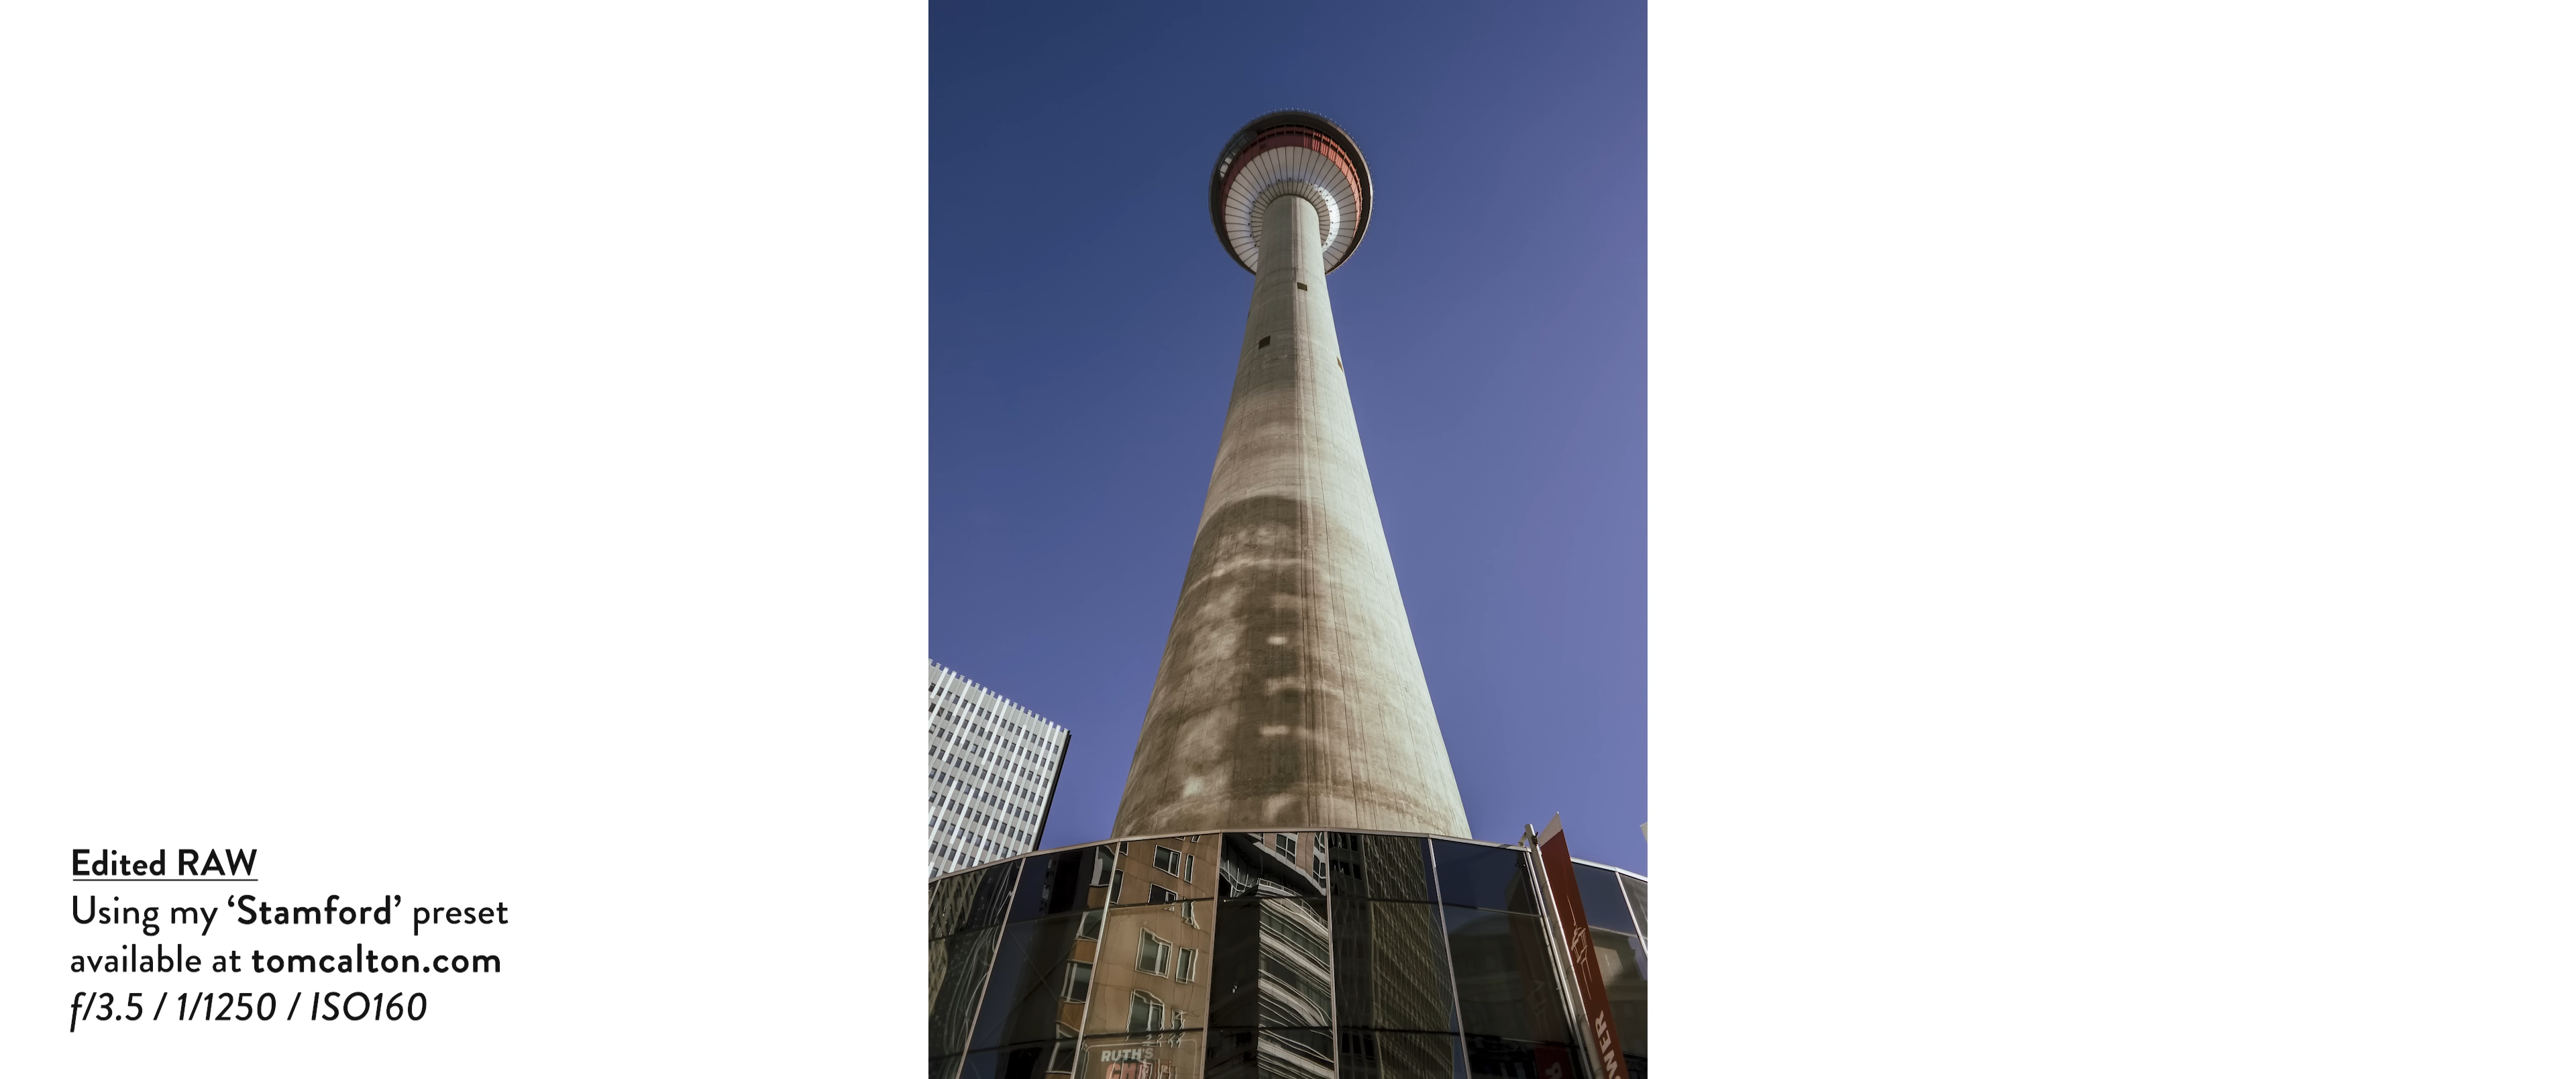 Edited RAW
Using my ‘Stamford’ preset
available at tomcalton.com
f/3.5 / 1/1250 / ISO160
RUTH'S